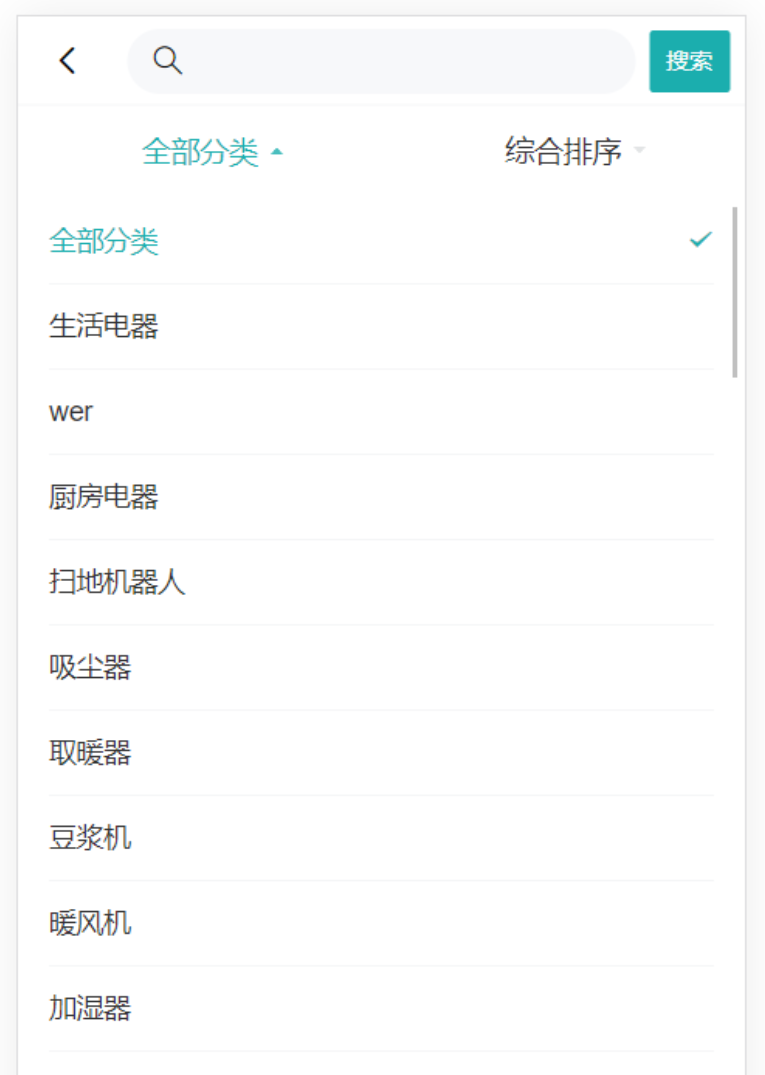 搜索
全部分类 综合排序
全部分类
生活电器
wer
厨房电器
扫地机器人
吸尘器
取暖器
豆浆机
暖风机
加湿器